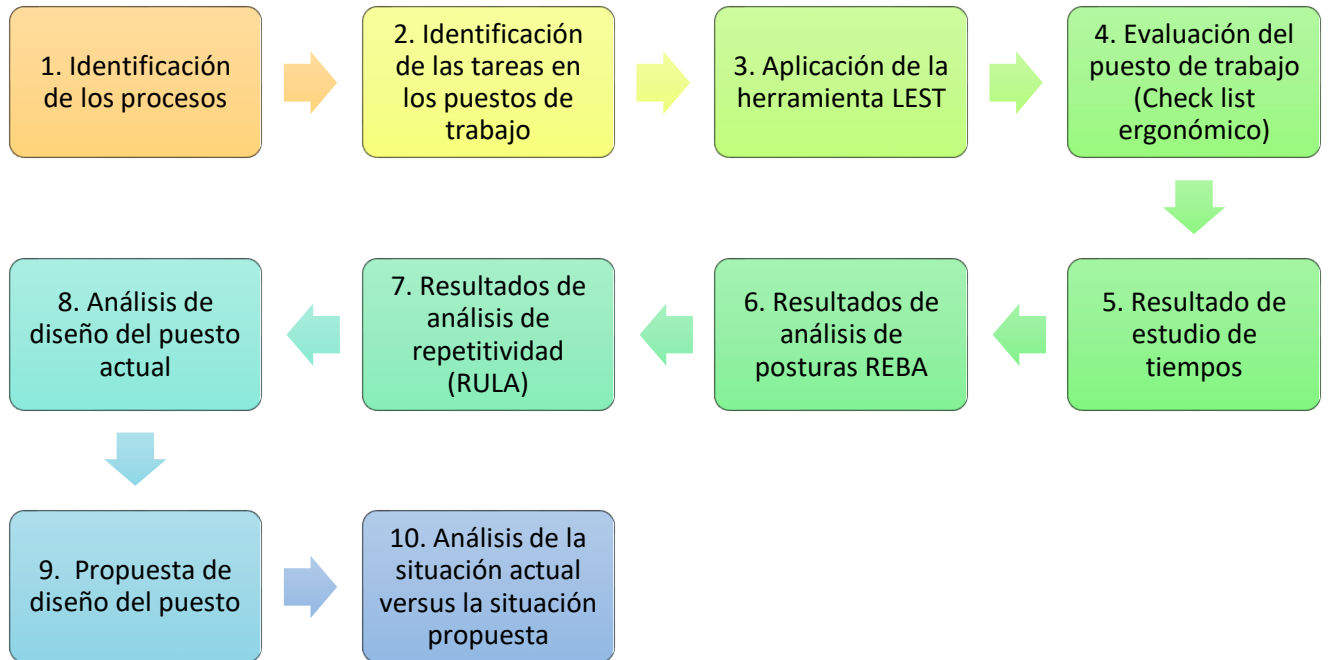 1. Identificación
de los procesos
2. Identificación
de las tareas en
los puestos de
trabajo
3. Aplicación de la
herramienta LEST
4. Evaluación del
puesto de trabajo
(Check list
ergonómico)
5. Resultado de
estudio de
tiempos
6. Resultados de
análisis de
posturas REBA
7. Resultados de
análisis de
repetitividad
(RULA)
8. Análisis de
diseño del puesto
actual
9. Propuesta de
diseño del puesto
10. Análisis de la
situación actual
versus la situación
propuesta